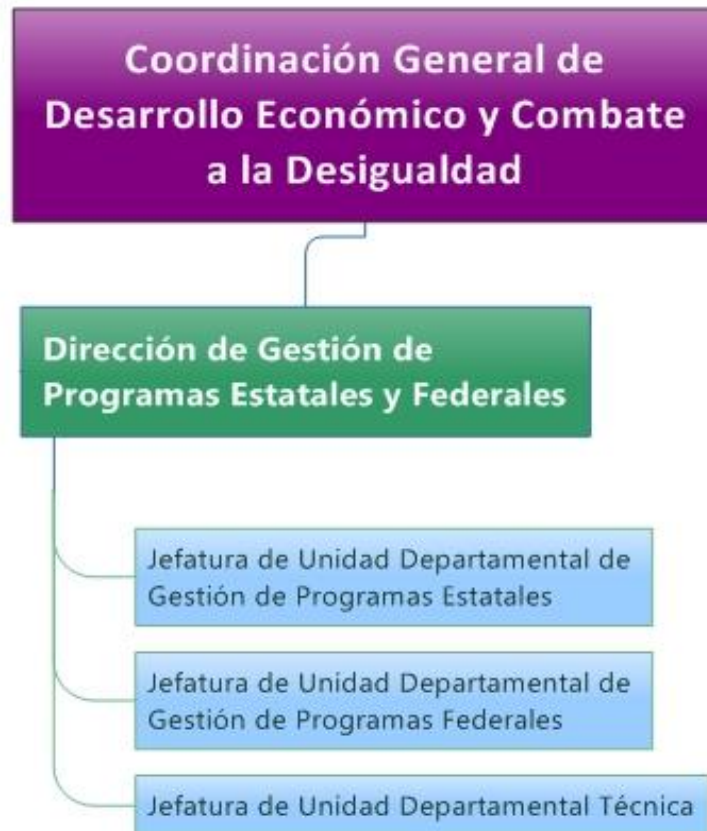 Coordinación General de
Desarrollo Económico y Combate
a la Desigualdad
Dirección de Gestión de
Programas Estatales y Federales
Jefatura de Unidad Departamental de
Gestión de Programas Estatales
Jefatura de Unidad Departamental de
Gestión de Programas Federales
Jefatura de Unidad Departamental Técnica